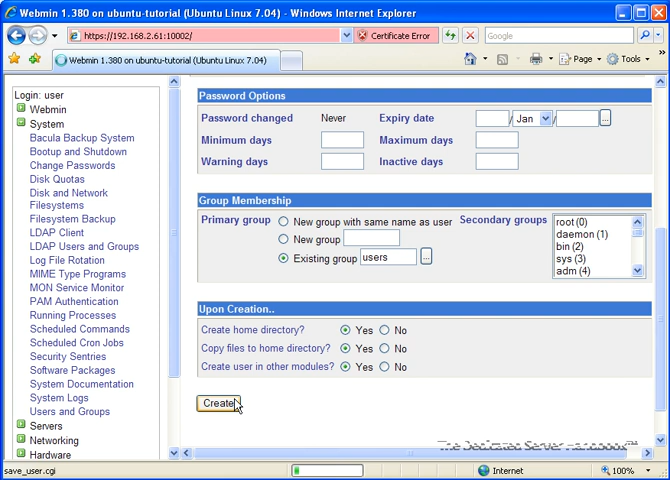 Webmin 1.380 on ubuntu-tutorial (Ubuntu Linux 7.04) - Windows Internet Explorer
https://192.168.2.61:10002/
Certificate Error
Google
Webmin 1.380 on ubuntu-tutorial (Ubuntu Linux 7.04)
Page
Tools
Login: user
Webmin
System
Bacula Backup System
Bootup and Shutdown
Change Passwords
Disk Quotas
Disk and Network
Filesystems
Filesystem Backup
LDAP Client
LDAP Users and Groups
Log File Rotation
MIME Type Programs
MON Service Monitor
PAM Authentication
Running Processes
Scheduled Commands
Scheduled Cron Jobs
Security Sentries
Software Packages
System Documentation
System Logs
Users and Groups
Servers
Networking
Hardware
Password Options
Password changed Never Expiry date / Jan / ...
Minimum days Maximum days
Warning days Inactive days
Group Membership
Primary group
New group with same name as user
New group
Existing group users ...
Secondary groups
root (0)
daemon (1)
bin (2)
sys (3)
adm (4)
Upon Creation..
Create home directory? Yes No
Copy files to home directory? Yes No
Create user in other modules? Yes No
Create
The Dedicated Server Handbook™
save_user.cgi
Internet
100%